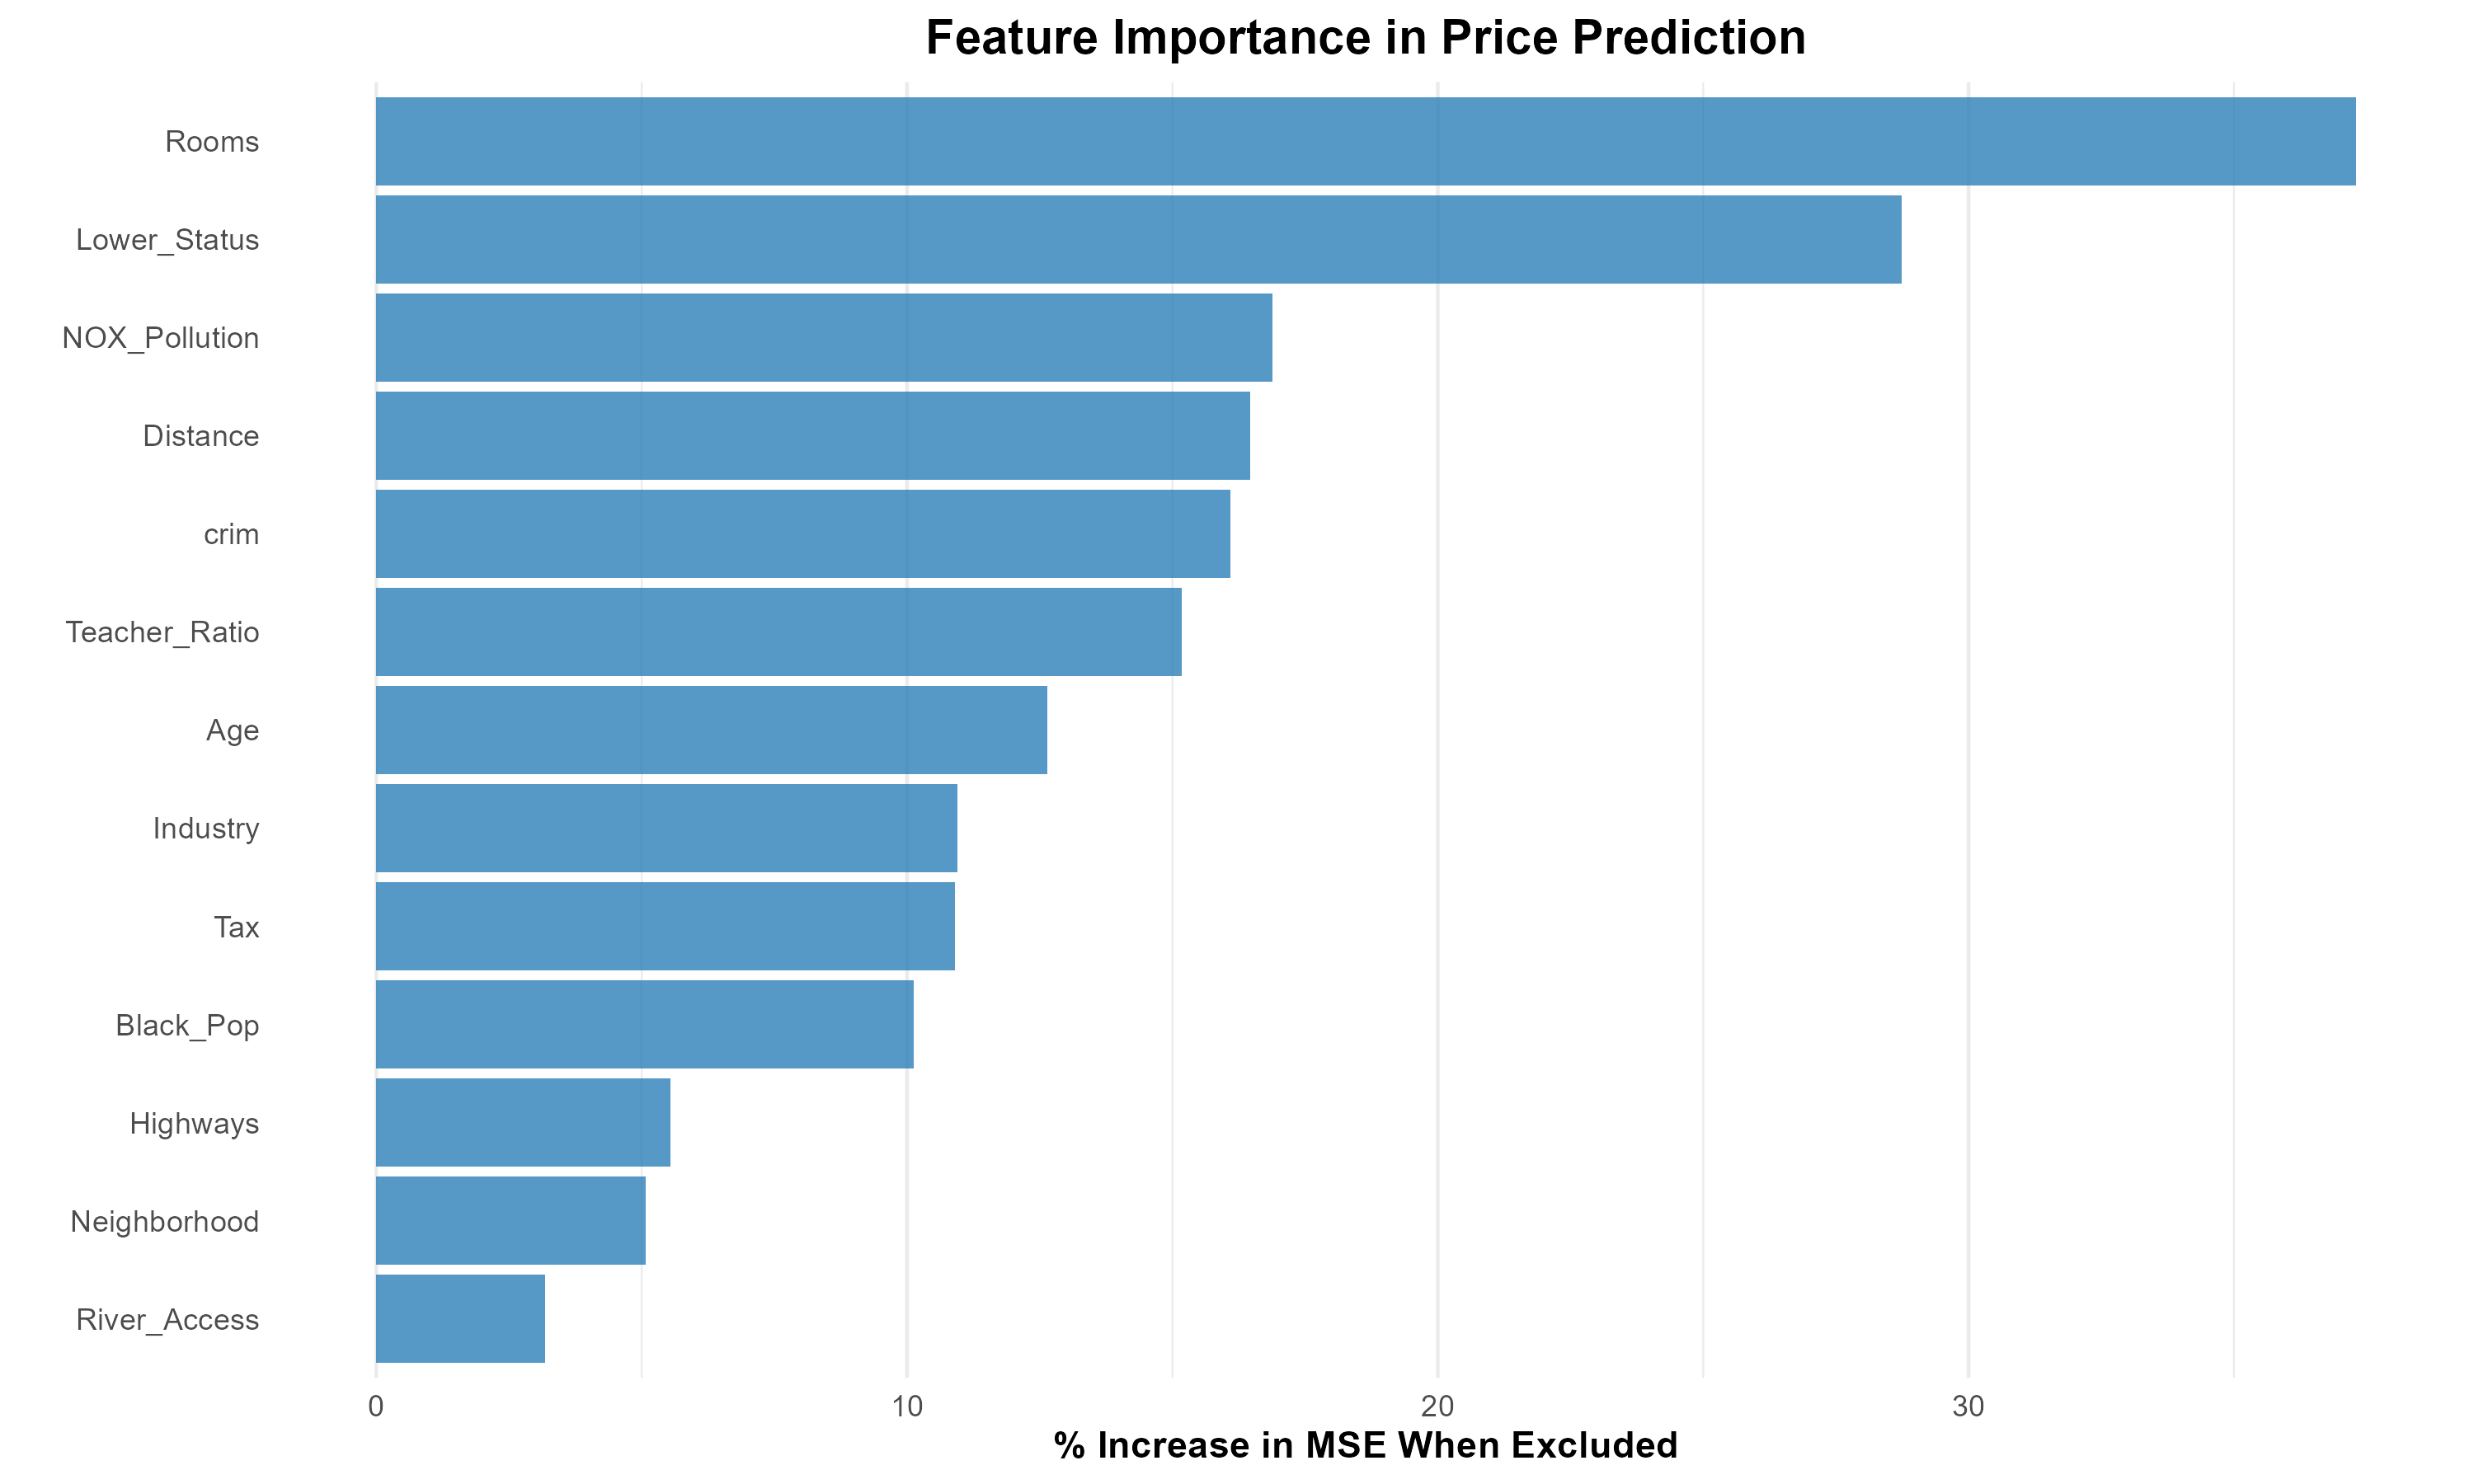 Feature Importance in Price Prediction
Rooms
Lower_Status
NOX_Pollution
Distance
crim
Teacher_Ratio
Age
Industry
Tax
Black_Pop
Highways
Neighborhood
River_Access
0 10 20 30
% Increase in MSE When Excluded